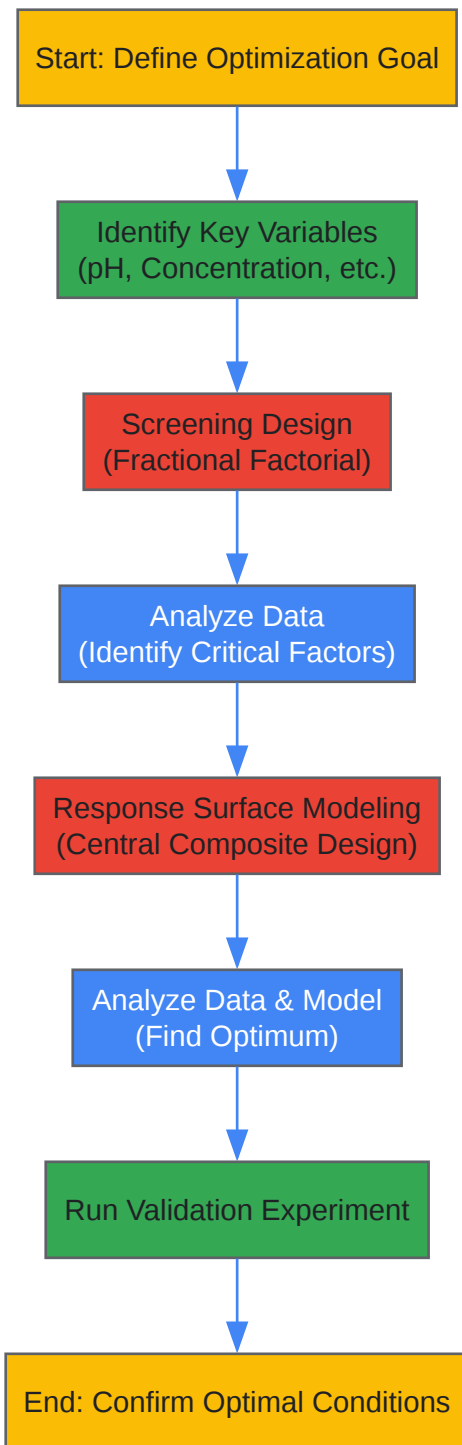 Start: Define Optimization Goal
Identify Key Variables
(pH, Concentration, etc.)
Screening Design
(Fractional Factorial)
Analyze Data
(Identify Critical Factors)
Response Surface Modeling
(Central Composite Design)
Analyze Data & Model
(Find Optimum)
Run Validation Experiment
End: Confirm Optimal Conditions